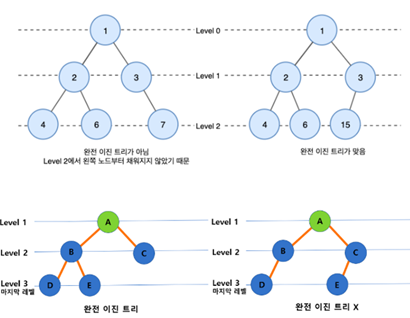 1 Level 0 1
2 3 Level 1 2 3
4 6 7 Level 2 4 6 15
완전 이진 트리가 아님
Level 2에서 왼쪽 노드부터 채워지지 않았기 때문
완전 이진 트리가 맞음
Level 1 A
Level 2 B C
Level 3 D E
마지막 레벨
완전 이진 트리
Level 1 A
Level 2 B C
Level 3 D E
마지막 레벨
완전 이진 트리 X